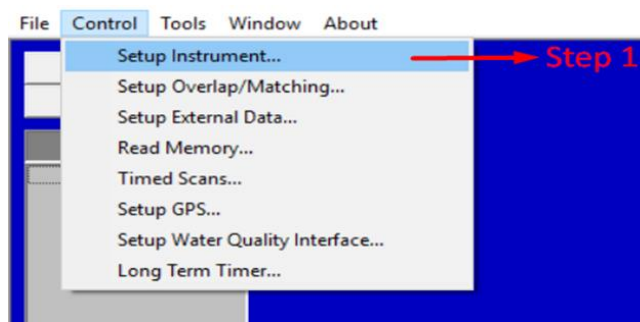 File Control Tools Window About
Setup Instrument... Step 1
Setup Overlap/Matching...
Setup External Data...
Read Memory...
Timed Scans...
Setup GPS...
Setup Water Quality Interface...
Long Term Timer...